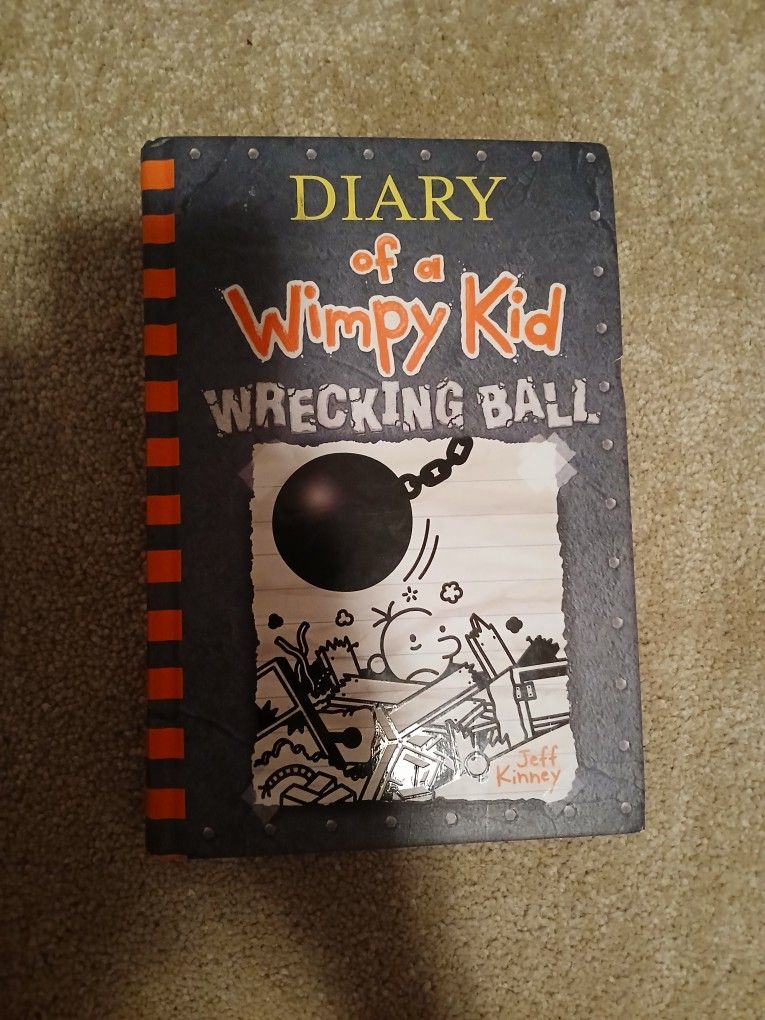 DIARY
of a
Wimpy Kid
WRECKING BALL
Jeff
Kinney